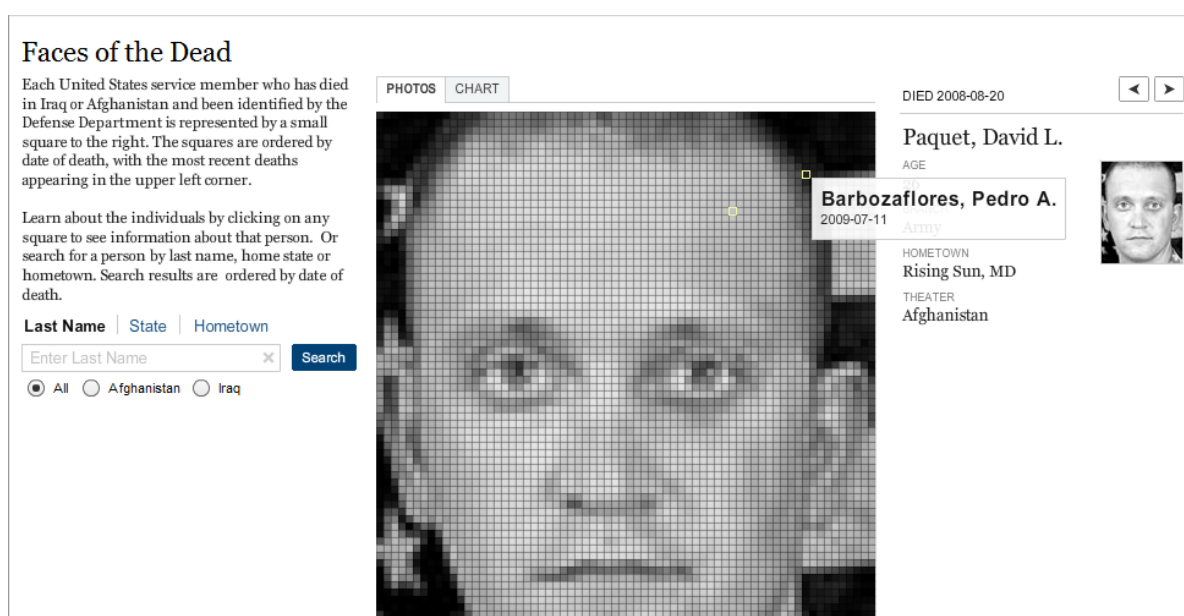 Faces of the Dead
Each United States service member who has died
in Iraq or Afghanistan and been identified by the
Defense Department is represented by a small
square to the right. The squares are ordered by
date of death, with the most recent deaths
appearing in the upper left corner.
Learn about the individuals by clicking on any
square to see information about that person. Or
search for a person by last name, home state or
hometown. Search results are ordered by date of
death.
Last Name State Hometown
Enter Last Name
Search
All Afghanistan Iraq
PHOTOS CHART
DIED 2008-08-20
Paquet, David L.
AGE
Barbozaflores, Pedro A.
2009-07-11
Army
HOMETOWN
Rising Sun, MD
THEATER
Afghanistan